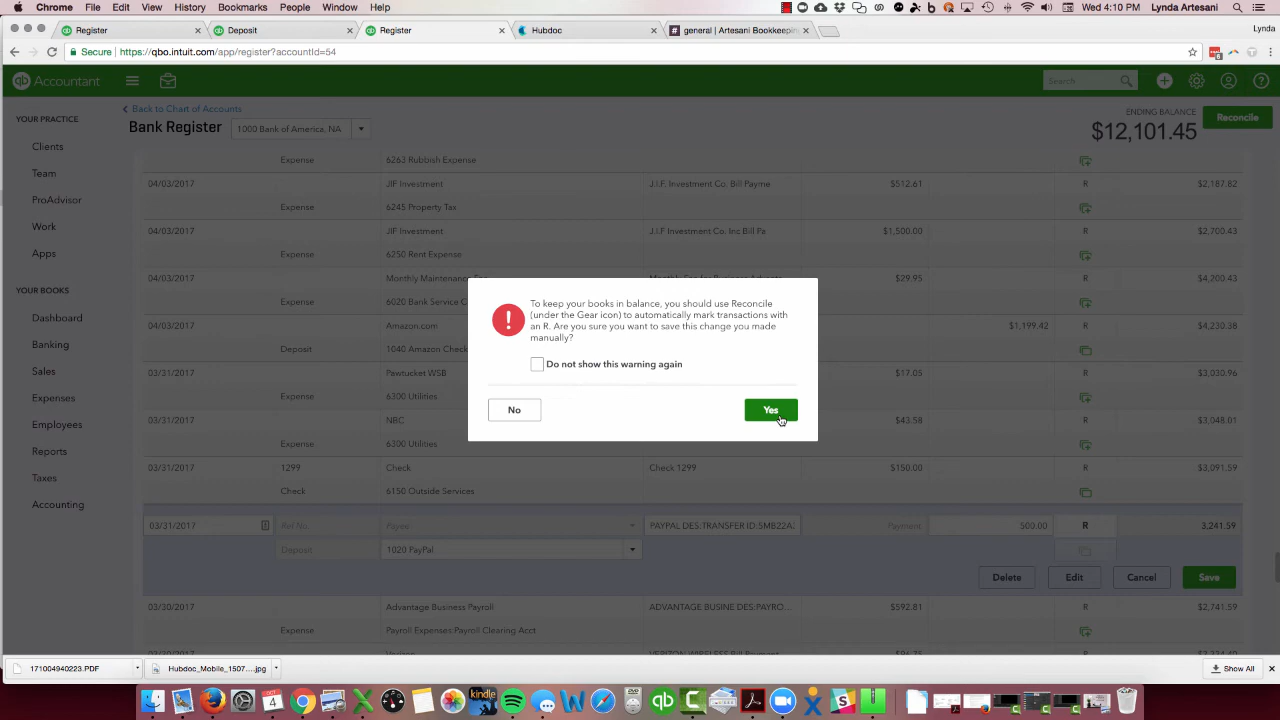 Chrome File Edit View History Bookmarks People Window Help Wed 4:10 PM Lynda Artesani
Register Deposit Register Hubdoc # general | Artesani Bookkeepin Lynda
Secure https://qbo.intuit.com/app/register?accountId=54
qb Accountant Search
YOUR PRACTICE
Clients
Team
ProAdvisor
Work
Apps
YOUR BOOKS
Dashboard
Banking
Sales
Expenses
Employees
Reports
Taxes
Accounting
Back to Chart of Accounts
Bank Register 1000 Bank of America, NA
ENDING BALANCE
$12,101.45
Reconcile
Expense 6263 Rubbish Expense
04/03/2017 JIF Investment J.I.F. Investment Co. Bill Payme $512.61 R $2,187.82
Expense 6245 Property Tax
04/03/2017 JIF Investment J.I.F Investment Co. Inc Bill Pa $1,500.00 R $2,700.43
Expense 6250 Rent Expense
04/03/2017 $29.95 R $4,200.43
Expense 6020 Bank Service C
04/03/2017 Amazon.com $1,199.42 R $4,230.38
Deposit 1040 Amazon Check
03/31/2017 Pawtucket WSB $17.05 R $3,030.96
Expense 6300 Utilities
03/31/2017 NBC $43.58 R $3,048.01
Expense 6300 Utilities
03/31/2017 1299 Check Check 1299 $150.00 R $3,091.59
Check 6150 Outside Services
03/31/2017 Ref No. Payee PAYPAL DES:TRANSFER ID:SMB22A Payment 500.00 R 3,241.59
Deposit 1020 PayPal
Delete Edit Cancel Save
03/30/2017 Advantage Business Payroll ADVANTAGE BUSINE DES:PAYRO... $592.81 R $2,741.59
Expense Payroll Expenses:Payroll Clearing Acct
To keep your books in balance, you should use Reconcile
(under the Gear icon) to automatically mark transactions with
an R. Are you sure you want to save this change you made
manually?
Do not show this warning again
No Yes
171004940223.PDF Hubdoc_Mobile_1507....jpg Show All